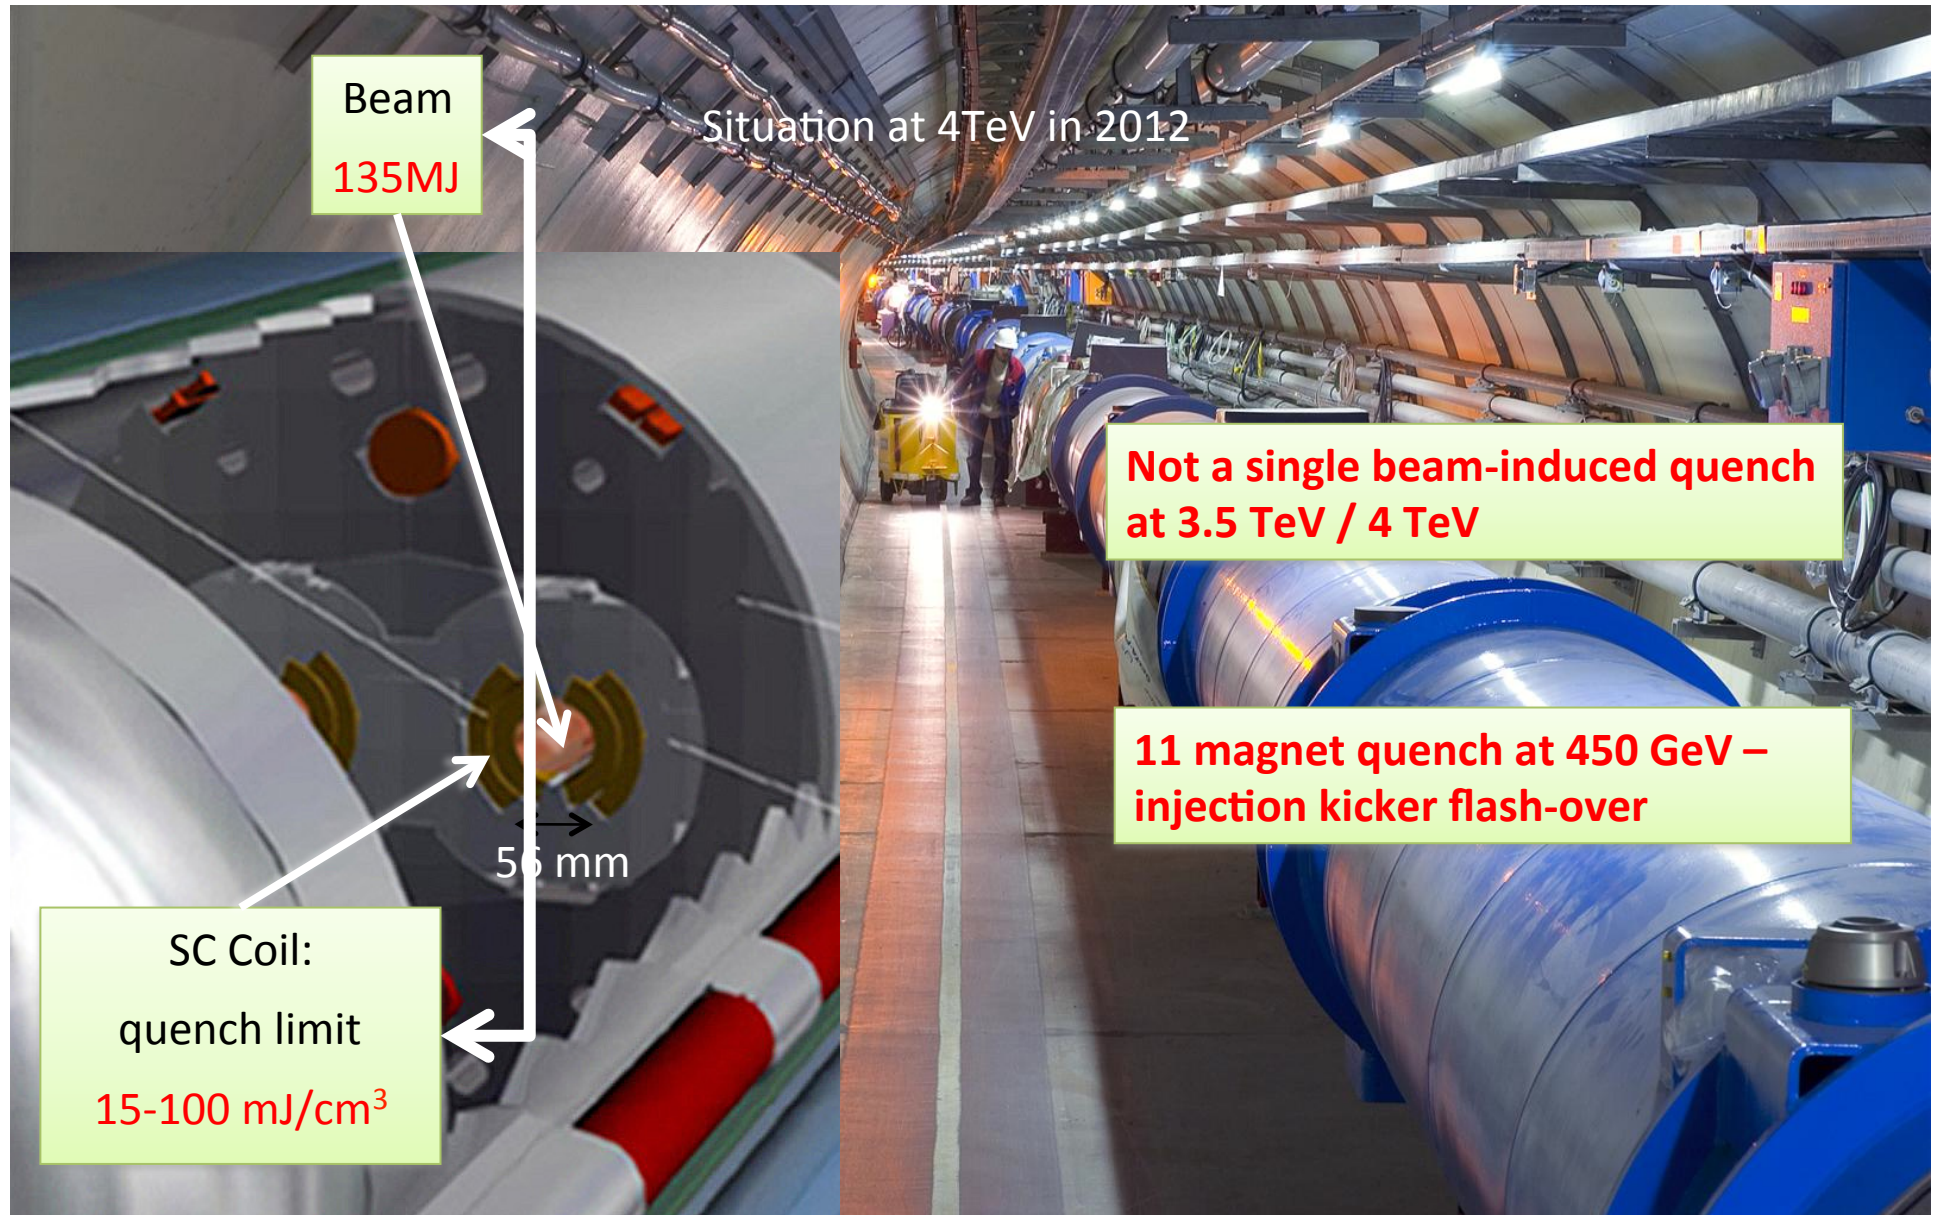 Situation at 4TeV in 2012
Beam
135MJ
Not a single beam-induced quench
at 3.5 TeV / 4 TeV
11 magnet quench at 450 GeV –
injection kicker flash-over
56 mm
SC Coil:
quench limit
15-100 mJ/cm³